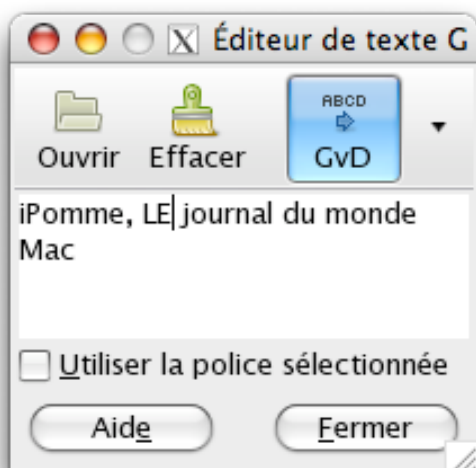 Éditeur de texte G
ABCD
Ouvrir Effacer GvD
iPomme, LE journal du monde
Mac
Utiliser la police sélectionnée
Aide Fermer